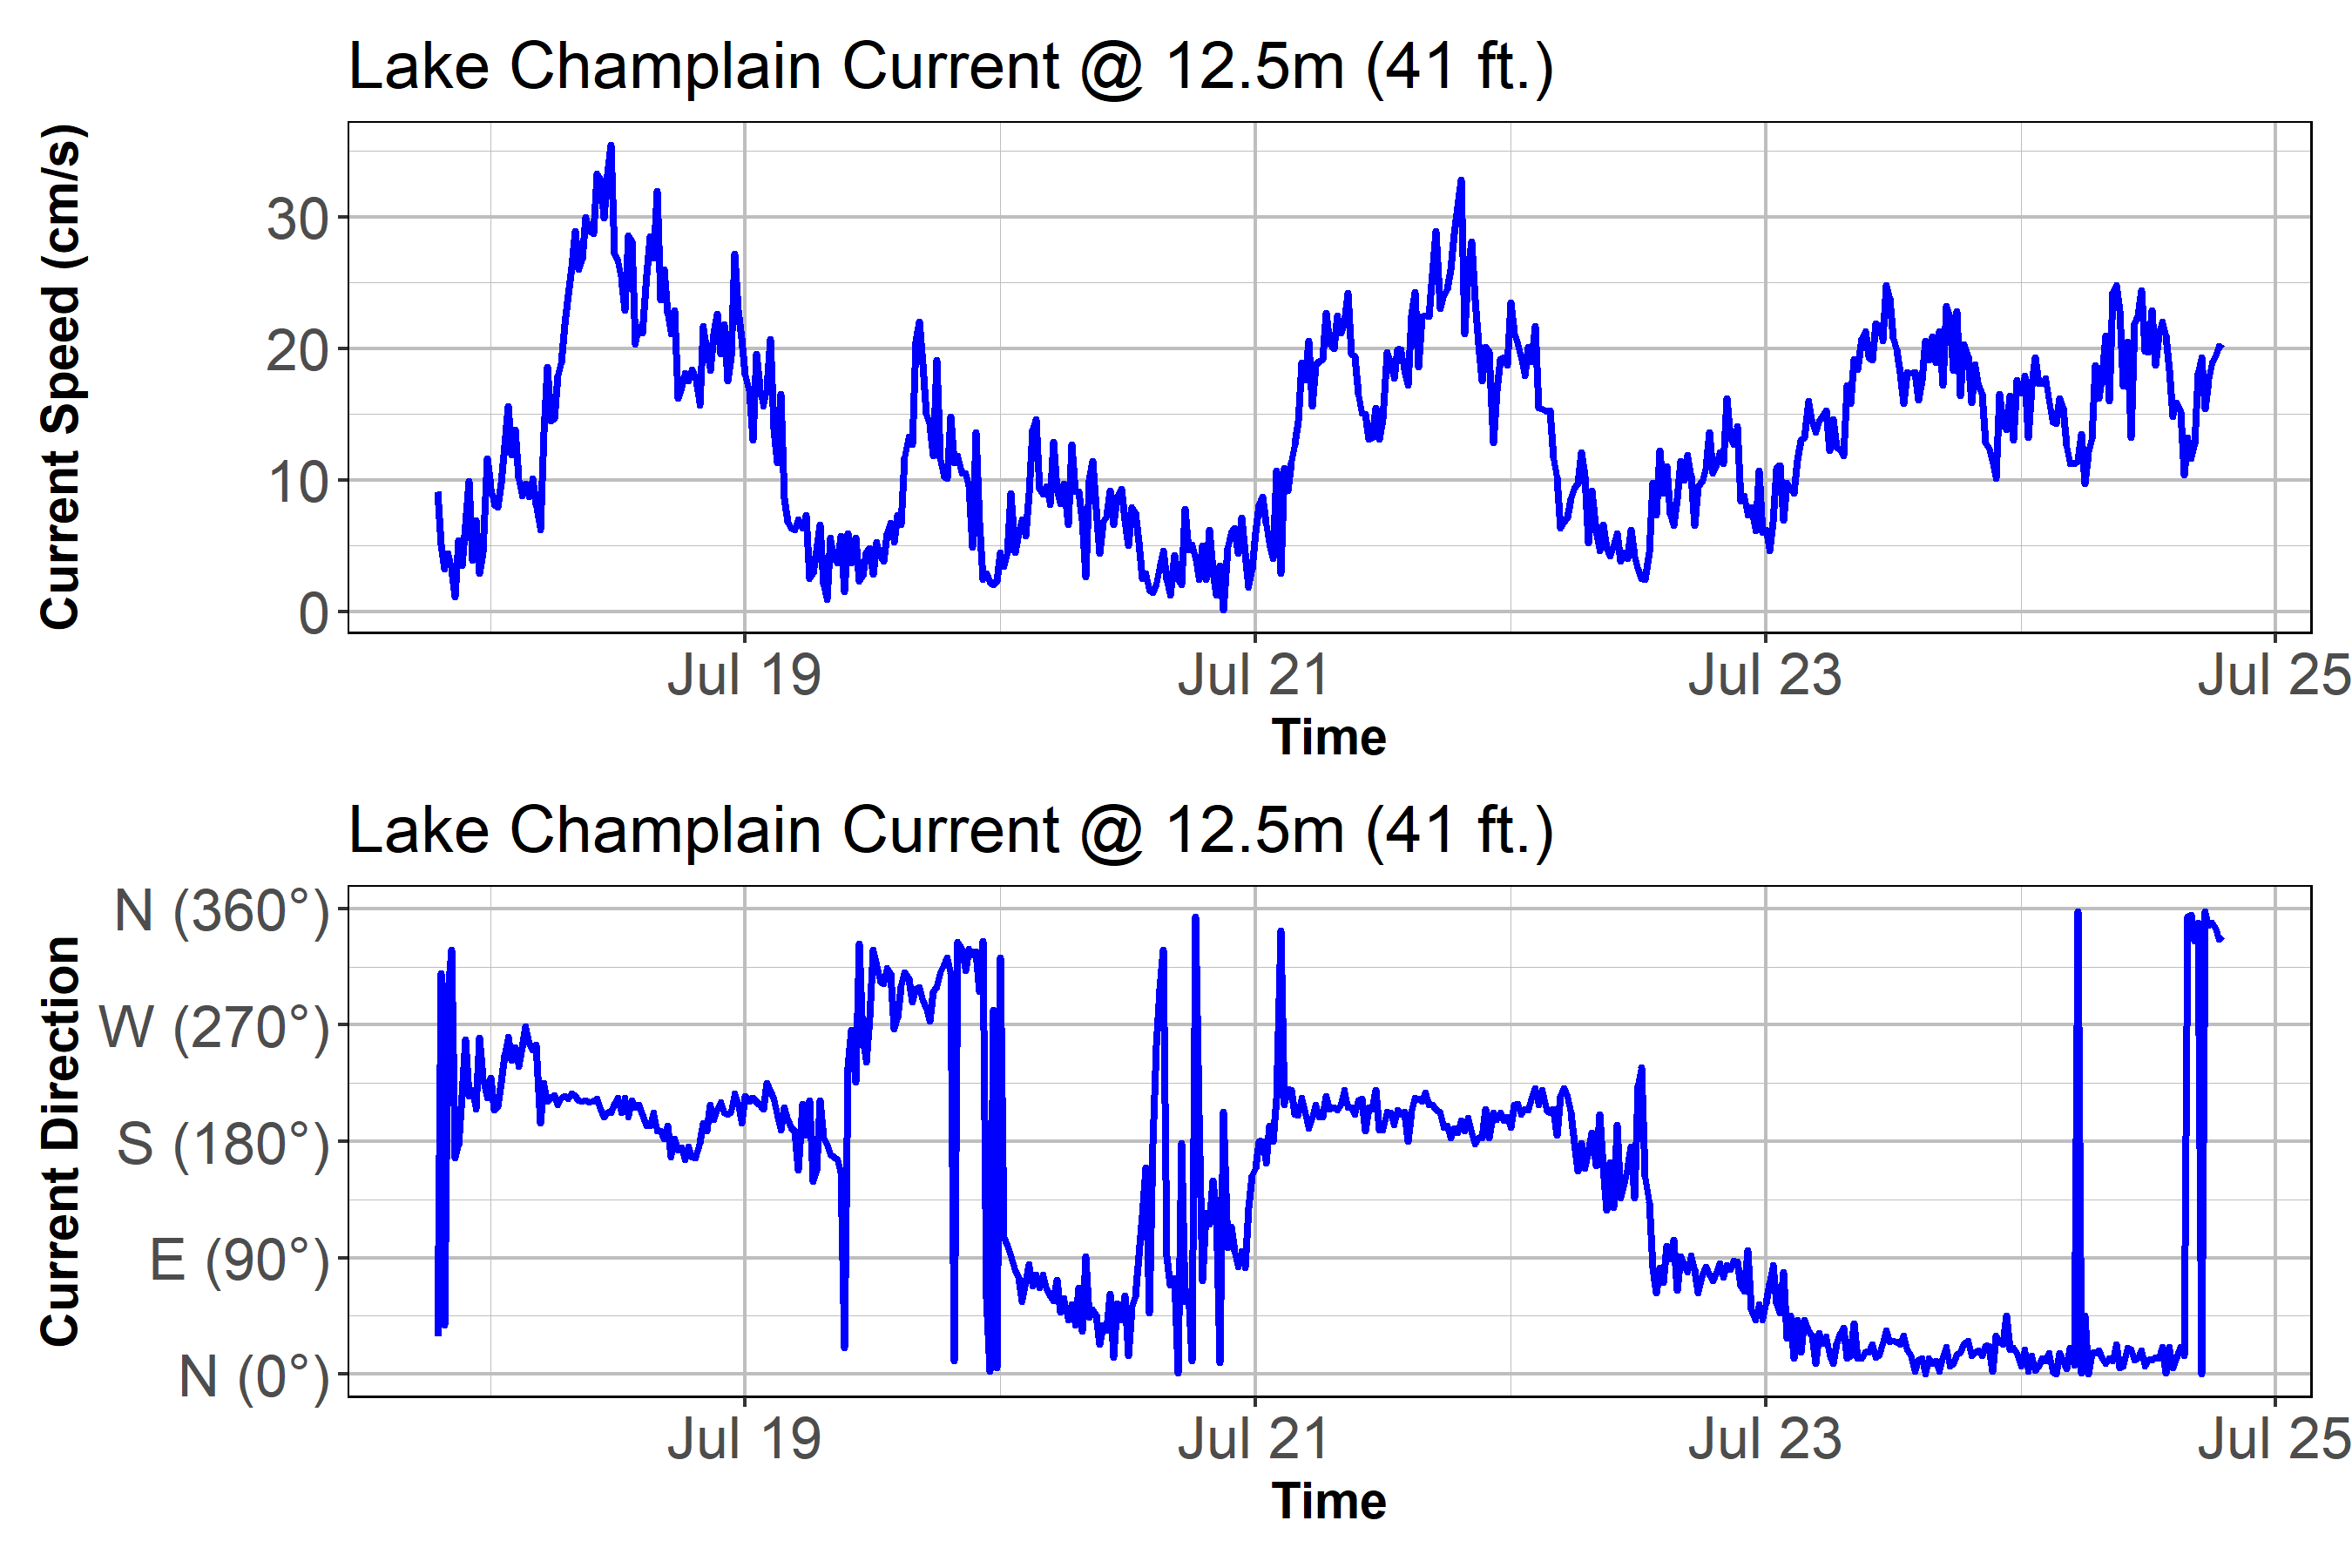 Lake Champlain Current @ 12.5m (41 ft.)
Current Speed (cm/s)
30
20
10
0
Jul 19 Jul 21 Jul 23 Jul 25
Time
Lake Champlain Current @ 12.5m (41 ft.)
Current Direction
N (360°)
W (270°)
S (180°)
E (90°)
N (0°)
Jul 19 Jul 21 Jul 23 Jul 25
Time